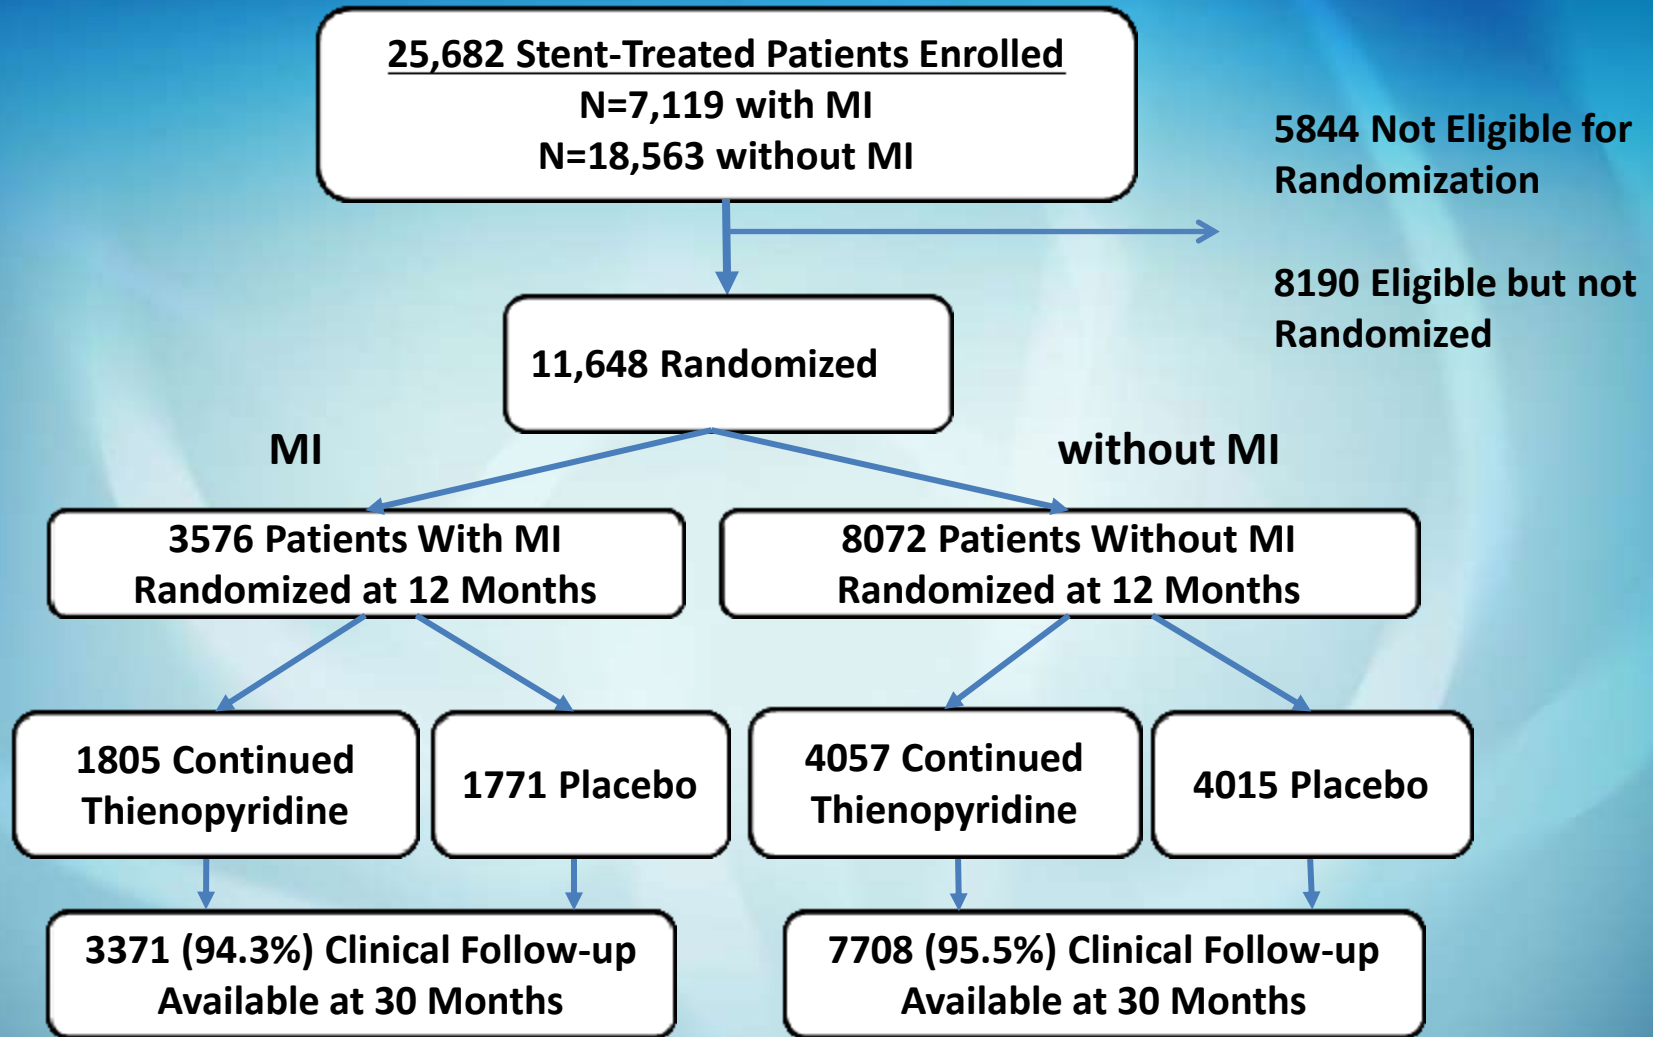 25,682 Stent-Treated Patients Enrolled
N=7,119 with MI
N=18,563 without MI
5844 Not Eligible for
Randomization
8190 Eligible but not
Randomized
11,648 Randomized
MI
without MI
3576 Patients With MI
Randomized at 12 Months
8072 Patients Without MI
Randomized at 12 Months
1805 Continued
Thienopyridine
1771 Placebo
4057 Continued
Thienopyridine
4015 Placebo
3371 (94.3%) Clinical Follow-up
Available at 30 Months
7708 (95.5%) Clinical Follow-up
Available at 30 Months